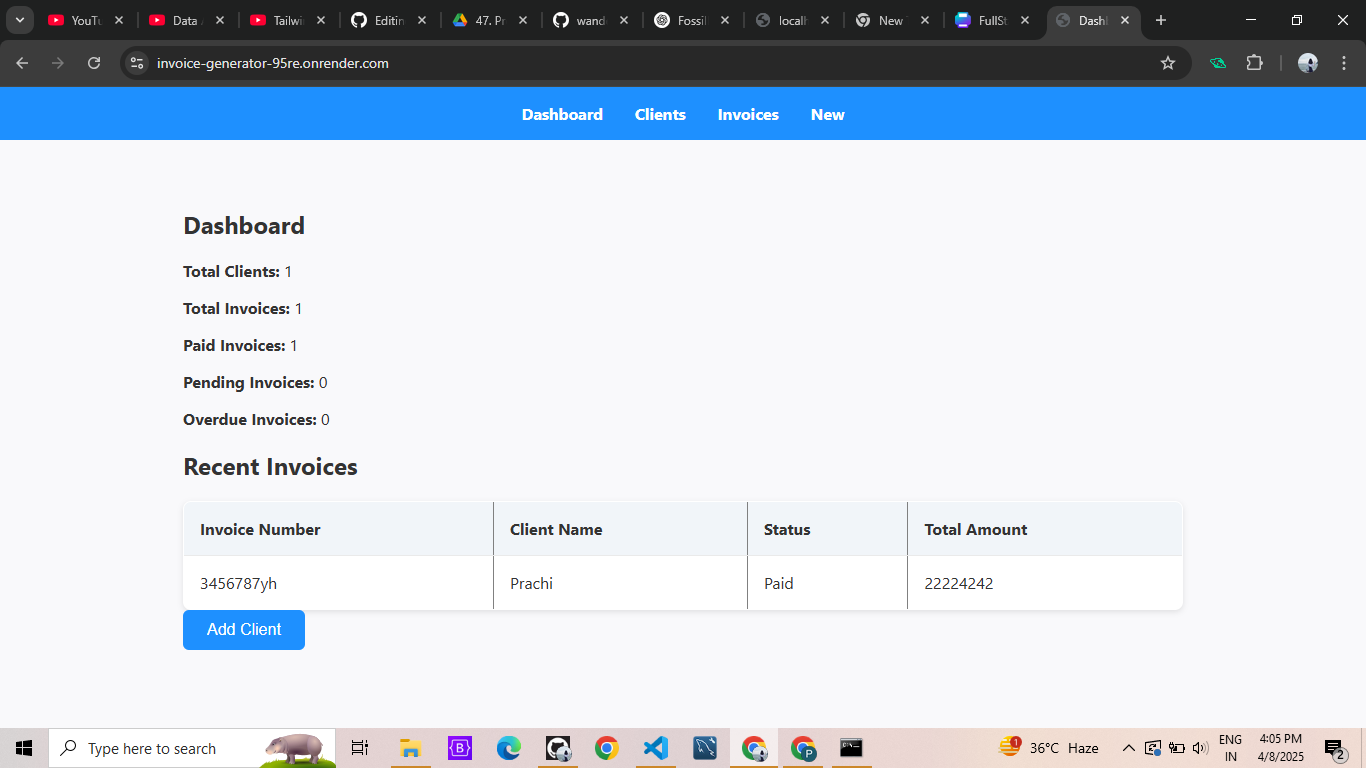 YouTu
Data
Tailwi
Editin
47. Pr
wand
Fossil
local
New
FullSt
Dash
invoice-generator-95re.onrender.com
Dashboard Clients Invoices New
Dashboard
Total Clients: 1
Total Invoices: 1
Paid Invoices: 1
Pending Invoices: 0
Overdue Invoices: 0
Recent Invoices
Invoice Number Client Name Status Total Amount
3456787yh Prachi Paid 22224242
Add Client
Type here to search
1
36°C Haze
ENG
IN
4:05 PM
4/8/2025
2